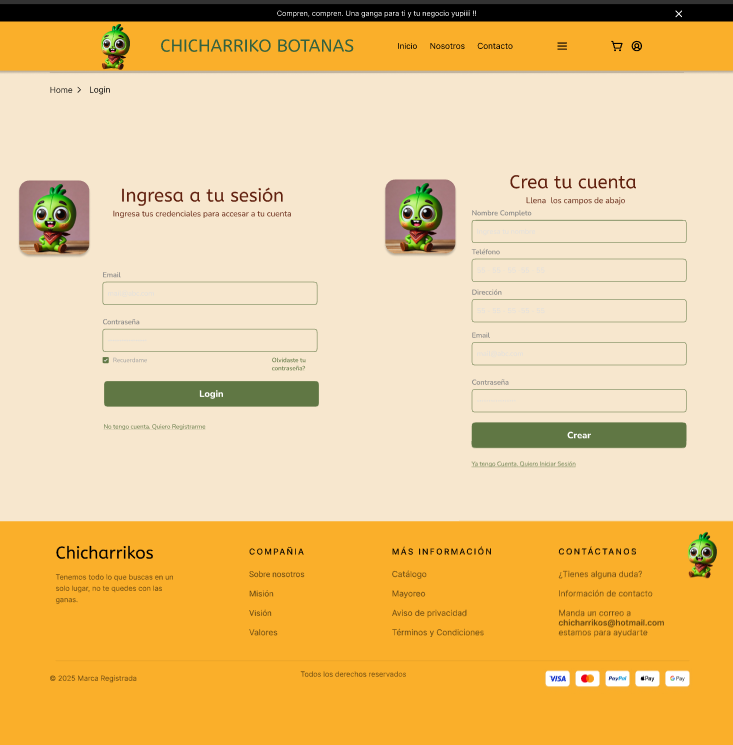 Compren, compren. Una ganga para ti y tu negocio yupiiii !!
CHICHARRIKO BOTANAS
Inicio
Nosotros
Contacto
Home > Login
Ingresa a tu sesión
Ingresa tus credenciales para accesar a tu cuenta
Email
Contraseña
Recuerdame
Olvidaste tu
contraseña?
Login
No tengo cuenta. Quiero Registrarme
Crea tu cuenta
Llena los campos de abajo
Nombre Completo
Teléfono
Dirección
Email
Contraseña
Crear
Ya tengo Cuenta. Quiero Iniciar Sesión
Chicharrikos
Tenemos todo lo que buscas en un
solo lugar, no te quedes con las
ganas.
COMPAÑIA
Sobre nosotros
Misión
Visión
Valores
MÁS INFORMACIÓN
Catálogo
Mayoreo
Aviso de privacidad
Términos y Condiciones
CONTÁCTANOS
¿Tienes alguna duda?
Información de contacto
Manda un correo a
chicharrikos@hotmail.com
estamos para ayudarte
© 2025 Marca Registrada
Todos los derechos reservados
VISA
PayPal
Pay
G Pay